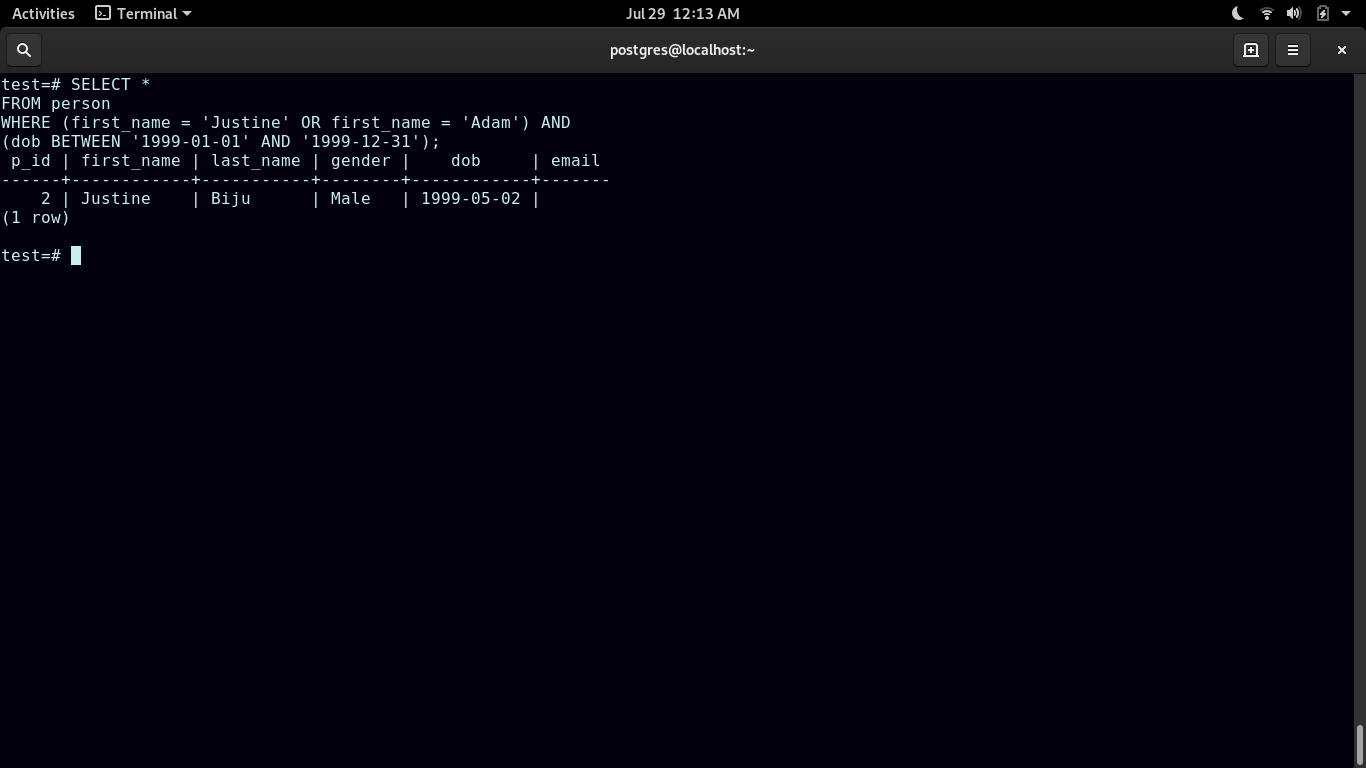 Activities Terminal Jul 29 12:13 AM
postgres@localhost:~
test=# SELECT *
FROM person
WHERE (first_name = 'Justine' OR first_name = 'Adam') AND
(dob BETWEEN '1999-01-01' AND '1999-12-31');
 p_id | first_name | last_name | gender |    dob     | email
------+------------+-----------+--------+------------+-------
    2 | Justine    | Biju      | Male   | 1999-05-02 |
(1 row)

test=#